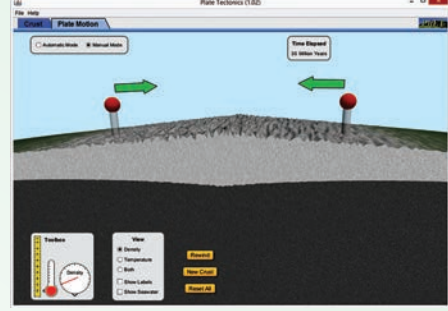 Plate Tectonics (1.02)
File Help
Crust Plate Motion
Automatic Mode Manual Mode
Time Elapsed
Million Years
Toolbox
Density
View
Density
Temperature
Both
Show Labels
Show Seawater
Rewind
New Crust
Reset All